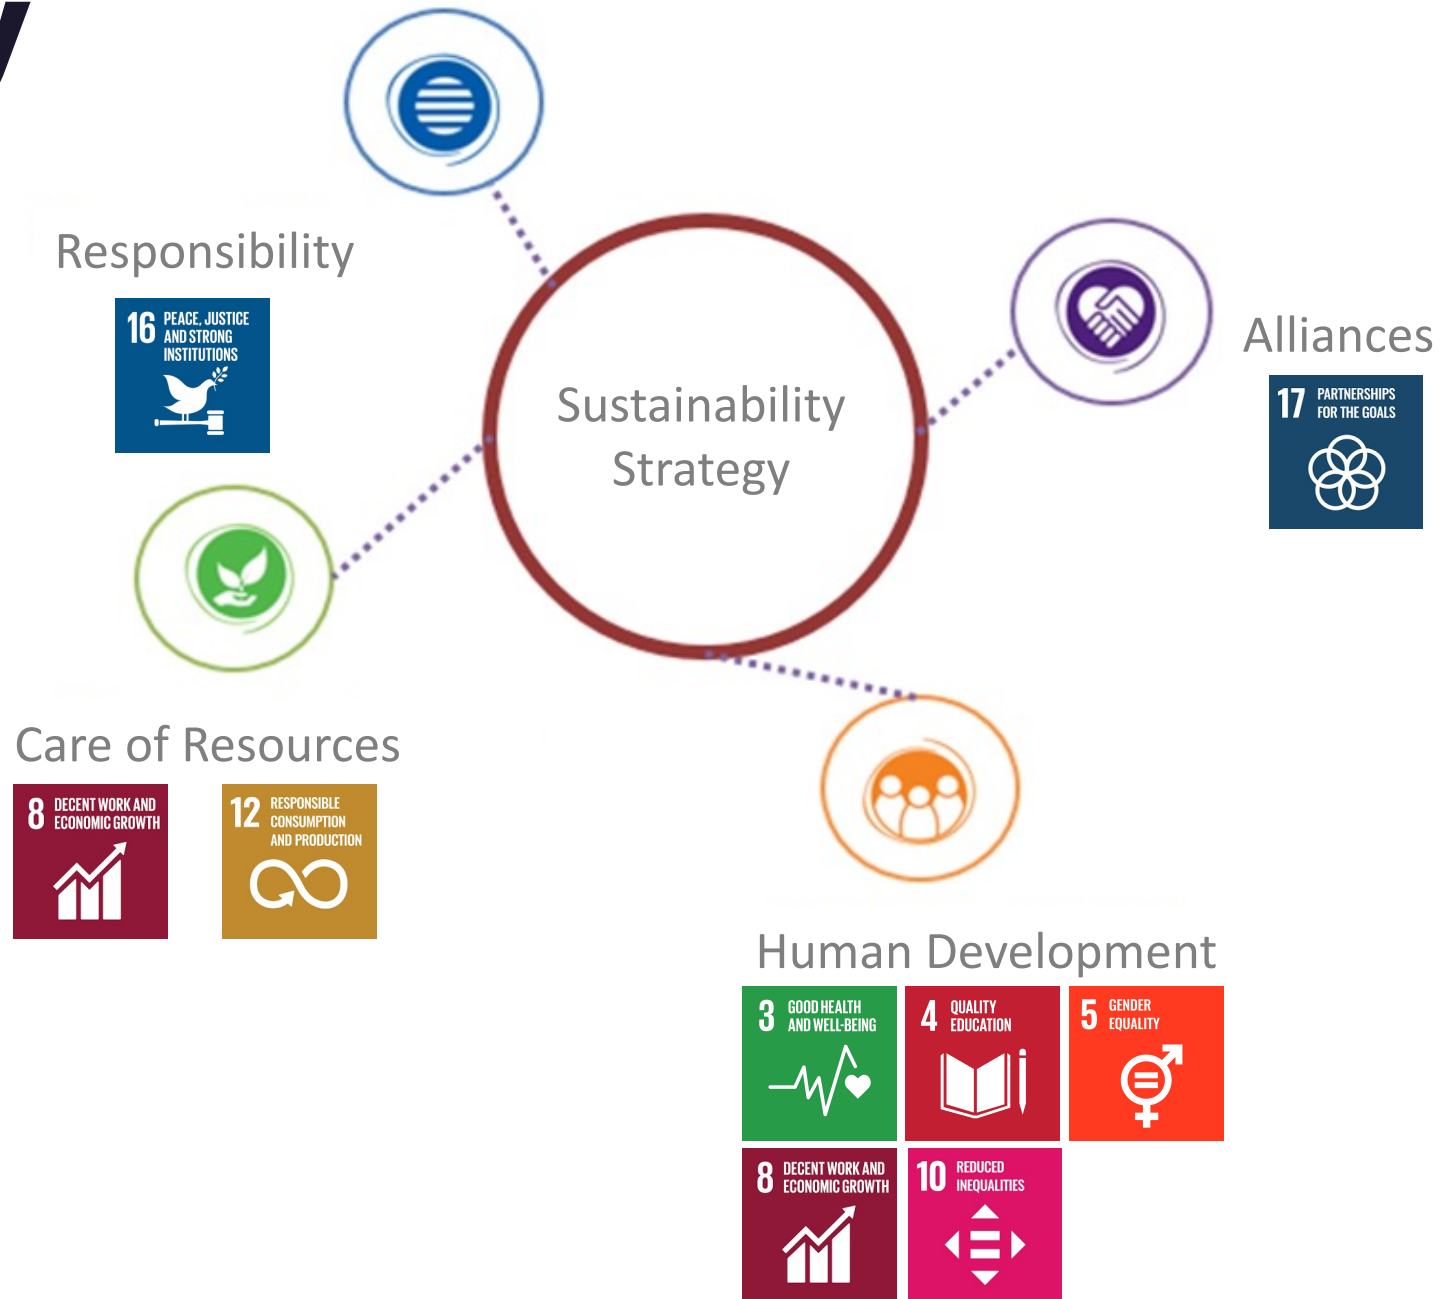 Responsibility
16 PEACE, JUSTICE
AND STRONG
INSTITUTIONS
Sustainability
Strategy
Alliances
17 PARTNERSHIPS
FOR THE GOALS
Care of Resources
8 DECENT WORK AND
ECONOMIC GROWTH
12 RESPONSIBLE
CONSUMPTION
AND PRODUCTION
Human Development
3 GOOD HEALTH
AND WELL-BEING
4 QUALITY
EDUCATION
5 GENDER
EQUALITY
8 DECENT WORK AND
ECONOMIC GROWTH
10 REDUCED
INEQUALITIES